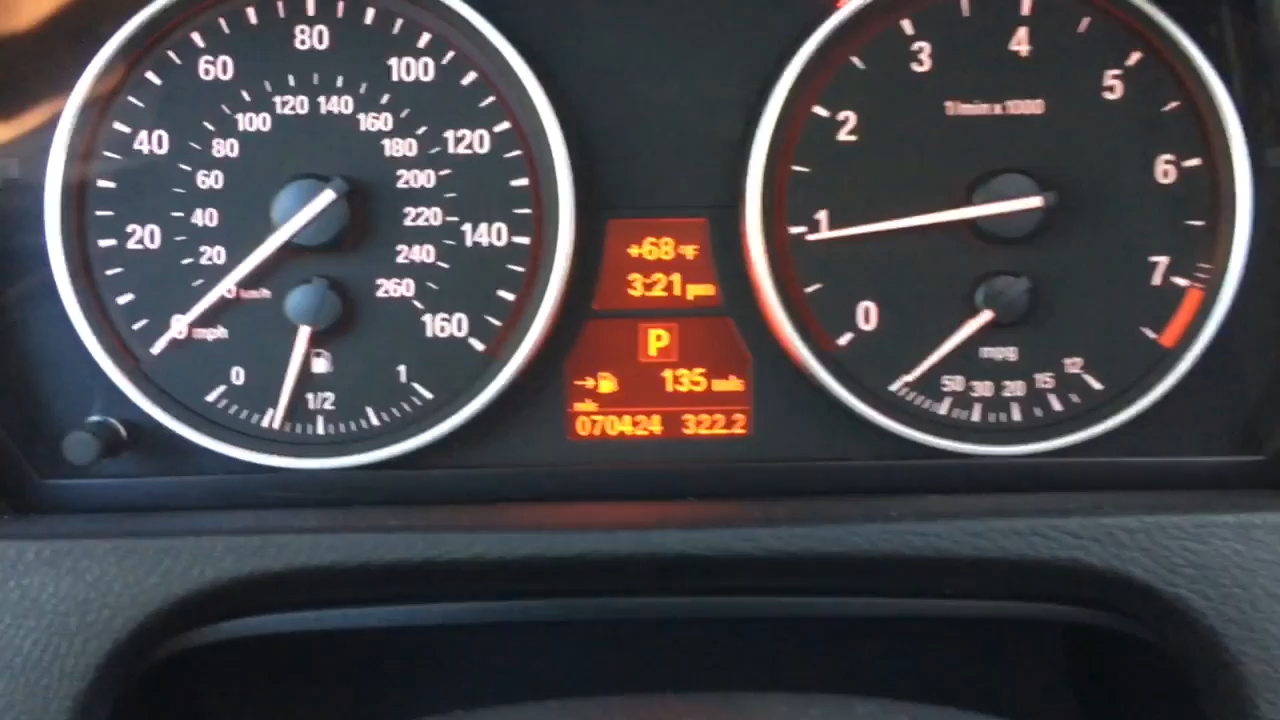 80
60 100
40 120
20 140
0 mph 160
120 140
100 160
80 180
60 200
40 220
20 240
km/h 260
0 1/2 1
+68 °F
3:21 pm
P
135 mls
mls
070424 322.2
4
3 5
2 6
1 7
0
1/min x 1000
mpg
50 30 20 15 12